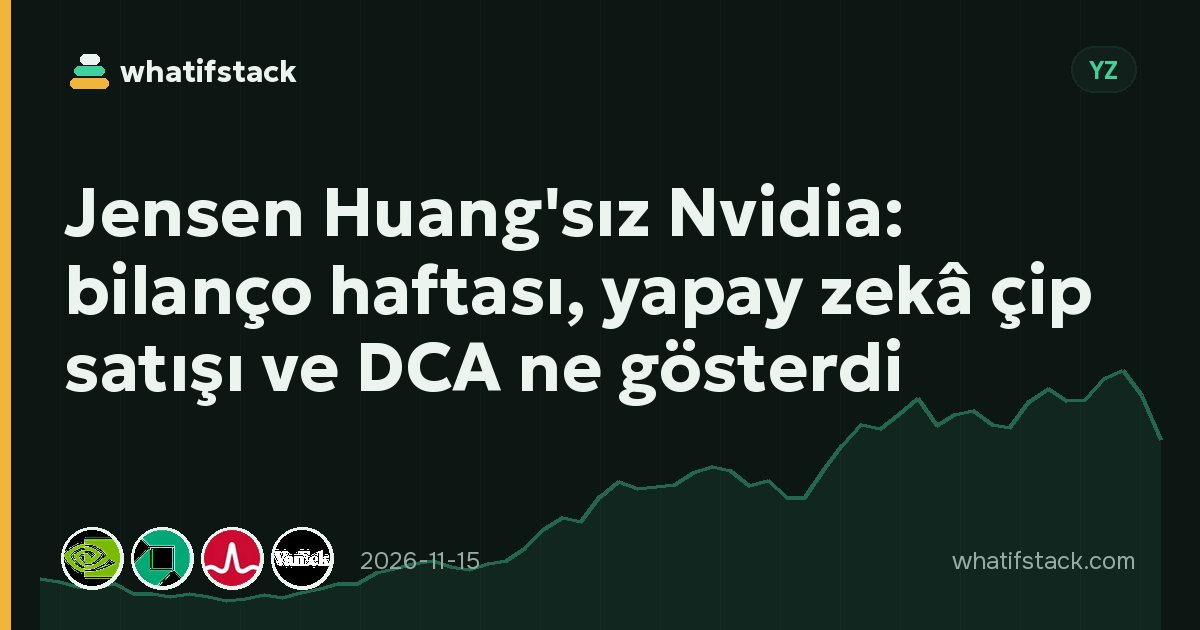 whatifstack
YZ
Jensen Huang'sız Nvidia:
bilanço haftası, yapay zekâ çip
satışı ve DCA ne gösterdi
2026-11-15
whatifstack.com